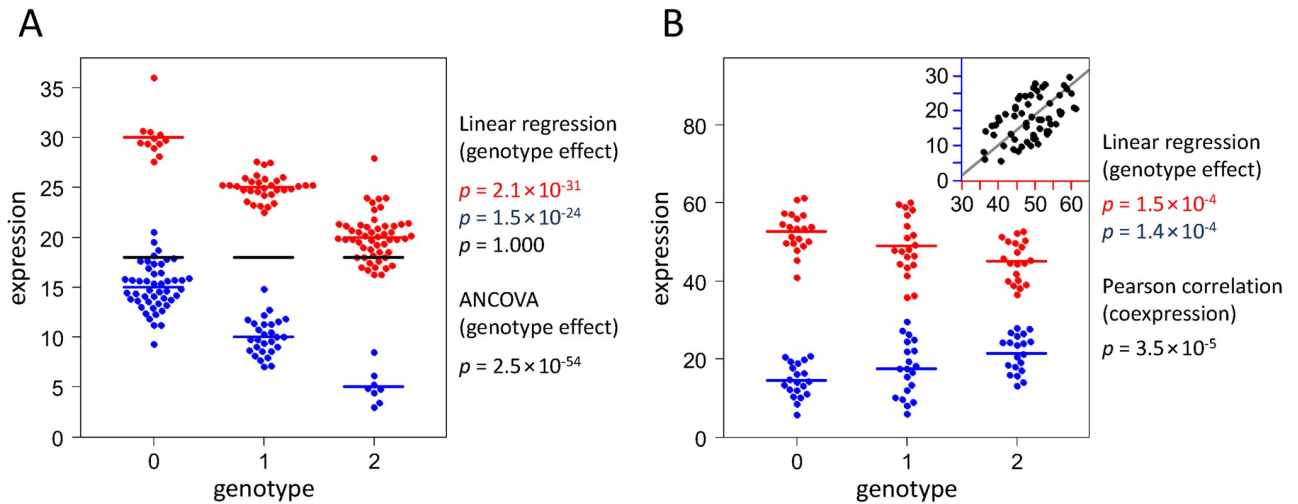 A
expression
35
30
25
20
15
10
5
0
0 1 2
genotype
Linear regression
(genotype effect)
p = 2.1×10⁻³¹
p = 1.5×10⁻²⁴
p = 1.000
ANCOVA
(genotype effect)
p = 2.5×10⁻⁵⁴
B
expression
80
60
40
20
0
0 1 2
genotype
30
20
10
0
30 40 50 60
Linear regression
(genotype effect)
p = 1.5×10⁻⁴
p = 1.4×10⁻⁴
Pearson correlation
(coexpression)
p = 3.5×10⁻⁵